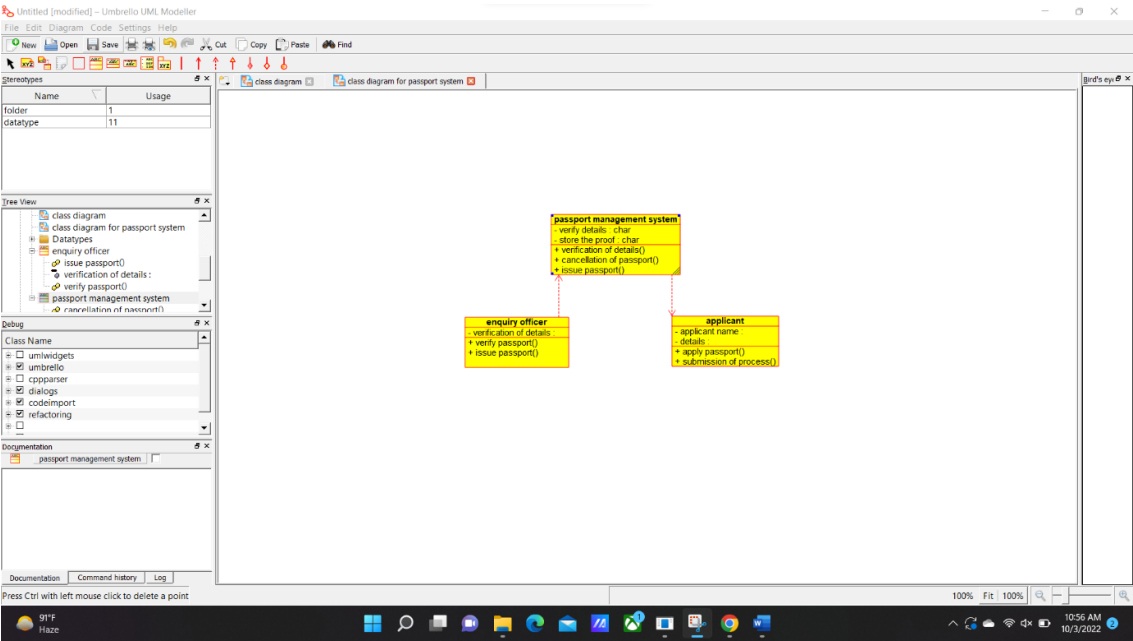 Untitled [modified] – Umbrello UML Modeller
File Edit Diagram Code Settings Help
New Open Save Cut Copy Paste Find
Stereotypes
Name Usage
folder 1
datatype 11
Tree View
class diagram
class diagram for passport system
Datatypes
enquiry officer
issue passport()
verification of details :
verify passport()
passport management system
cancellation of passport()
Debug
Class Name
umlwidgets
umbrello
cppparser
dialogs
codeimport
refactoring
Documentation
passport management system
Documentation Command history Log
Press Ctrl with left mouse click to delete a point
class diagram
class diagram for passport system
passport management system
- verify details : char
- store the proof : char
+ verification of details()
+ cancellation of passport()
+ issue passport()
enquiry officer
- verification of details :
+ verify passport()
+ issue passport()
applicant
- applicant name :
- details :
+ apply passport()
+ submission of process()
Bird's eye
100% Fit 100%
91°F
Haze
10:56 AM
10/3/2022
2